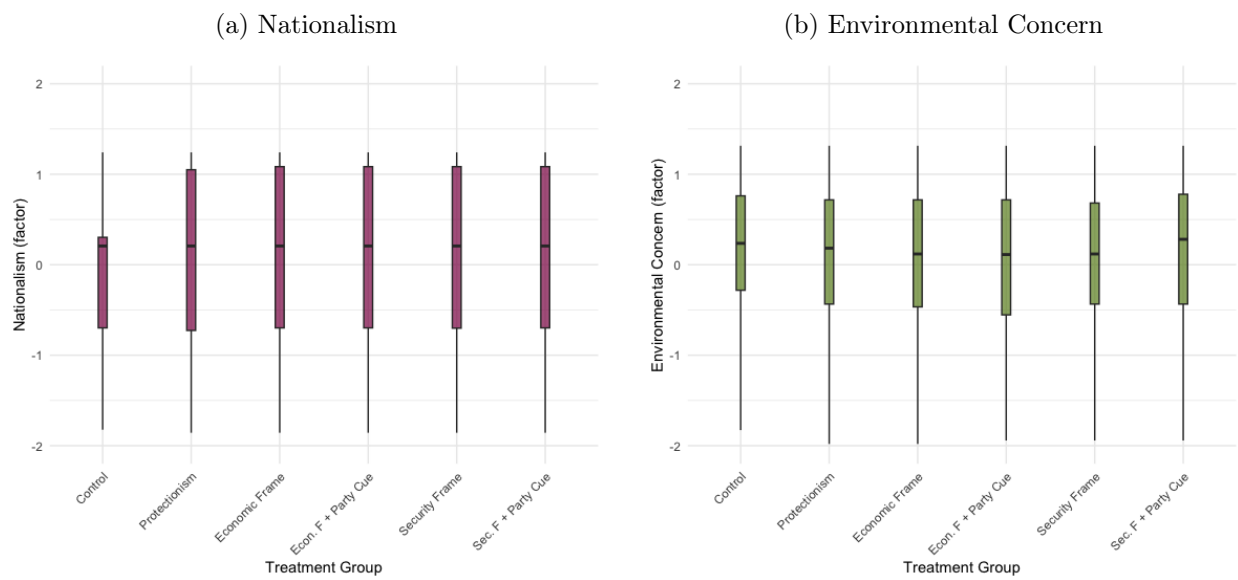 (a) Nationalism
2
1
0
-1
-2
Nationalism (factor)
Control
Protectionism
Economic Frame
Econ. F + Party Cue
Security Frame
Sec. F + Party Cue
Treatment Group
(b) Environmental Concern
2
1
0
-1
-2
Environmental Concern (factor)
Control
Protectionism
Economic Frame
Econ. F + Party Cue
Security Frame
Sec. F + Party Cue
Treatment Group